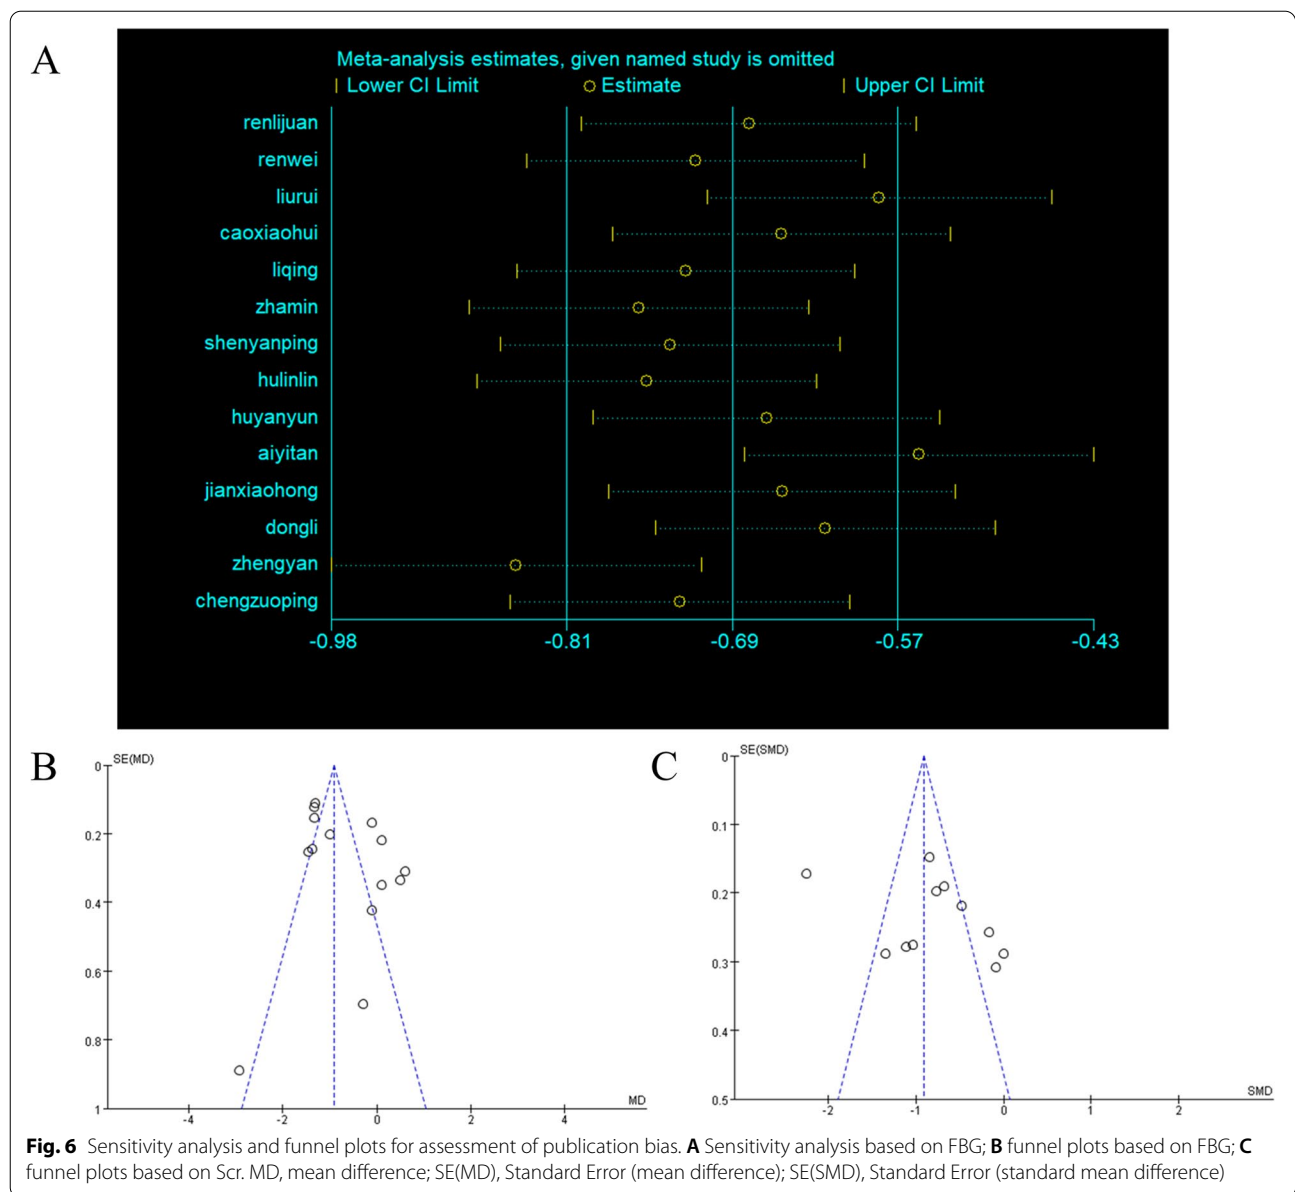 A
Meta-analysis estimates, given named study is omitted
| Lower CI Limit ○ Estimate | Upper CI Limit
renlijuan
renwei
liurui
caoxiaohui
liqing
zhamin
shenyanping
hulinlin
huyanyun
aiyitan
jianxiaohong
dongli
zhengyan
chengzuoping
-0.98 -0.81 -0.69 -0.57 -0.43
B
SE(MD)
0
0.2
0.4
0.6
0.8
1
-4 -2 0 2 4
MD
C
SE(SMD)
0
0.1
0.2
0.3
0.4
0.5
-2 -1 0 1 2
SMD
Fig. 6 Sensitivity analysis and funnel plots for assessment of publication bias. A Sensitivity analysis based on FBG; B funnel plots based on FBG; C
funnel plots based on Scr. MD, mean difference; SE(MD), Standard Error (mean difference); SE(SMD), Standard Error (standard mean difference)